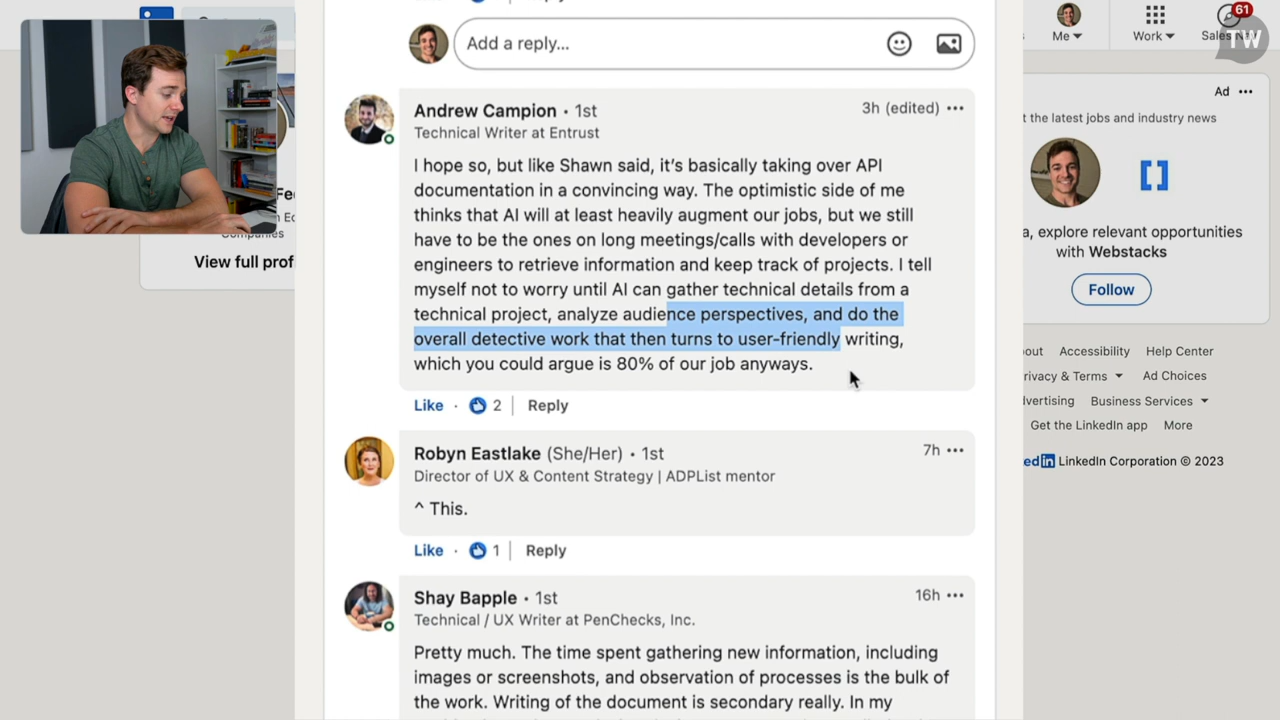 Add a reply...
Me
Work
Sales Nav
61
TW
Andrew Campion • 1st
3h (edited) •••
Technical Writer at Entrust
I hope so, but like Shawn said, it's basically taking over API
documentation in a convincing way. The optimistic side of me
thinks that AI will at least heavily augment our jobs, but we still
have to be the ones on long meetings/calls with developers or
engineers to retrieve information and keep track of projects. I tell
myself not to worry until AI can gather technical details from a
technical project, analyze audience perspectives, and do the
overall detective work that then turns to user-friendly writing,
which you could argue is 80% of our job anyways.
Like · 2 | Reply
Robyn Eastlake (She/Her) • 1st
7h •••
Director of UX & Content Strategy | ADPList mentor
^ This.
Like · 1 | Reply
Shay Bapple • 1st
16h •••
Technical / UX Writer at PenChecks, Inc.
Pretty much. The time spent gathering new information, including
images or screenshots, and observation of processes is the bulk of
the work. Writing of the document is secondary really. In my
View full prof
Ad •••
t the latest jobs and industry news
a, explore relevant opportunities
with Webstacks
Follow
out Accessibility Help Center
rivacy & Terms Ad Choices
dvertising Business Services
Get the LinkedIn app More
edin LinkedIn Corporation © 2023